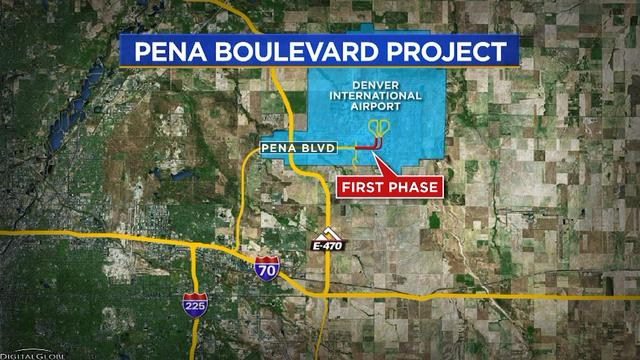 PENA BOULEVARD PROJECT
DENVER
INTERNATIONAL
AIRPORT
PENA BLVD
FIRST PHASE
E-470
70
225
DIGITALGLOBE